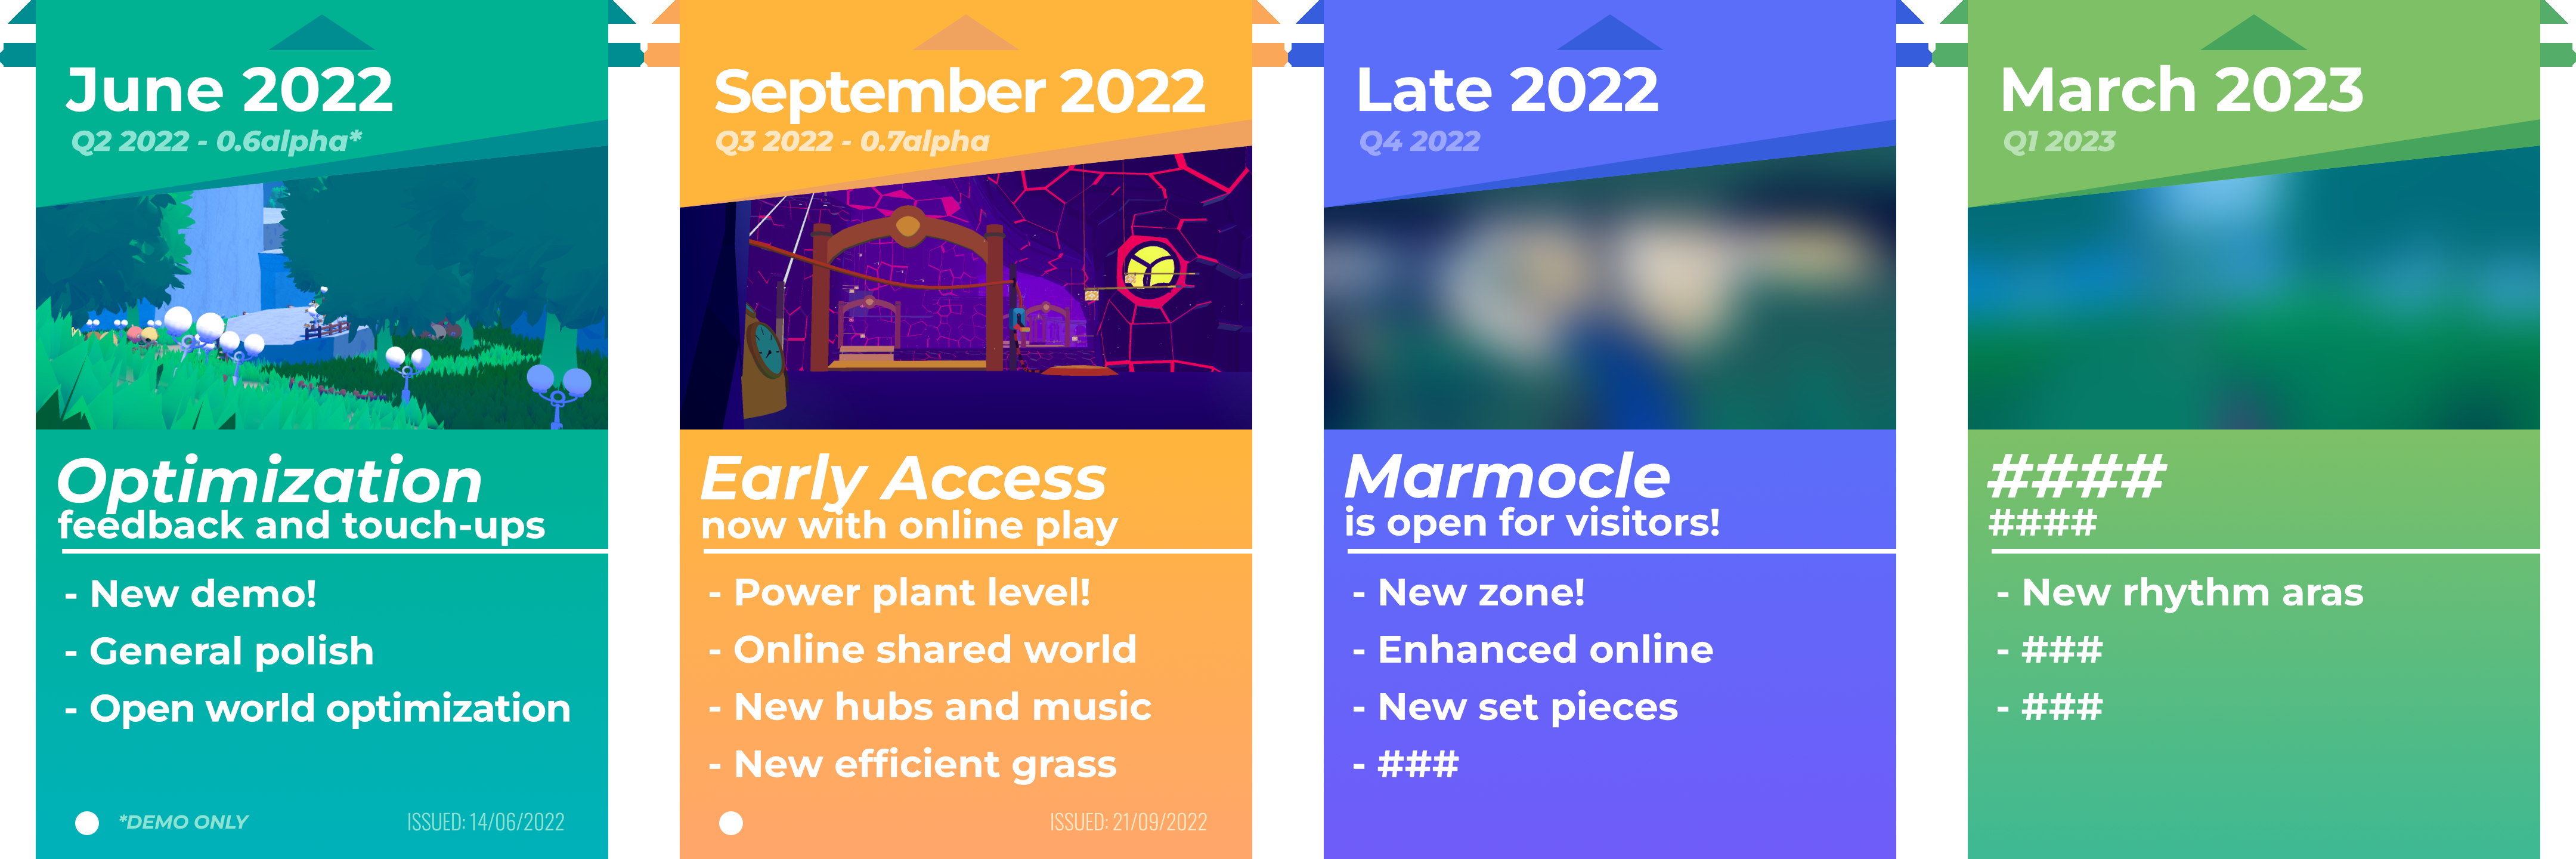 June 2022
Q2 2022 - 0.6alpha*
Optimization
feedback and touch-ups
- New demo!
- General polish
- Open world optimization
*DEMO ONLY
ISSUED: 14/06/2022
September 2022
Q3 2022 - 0.7alpha
Early Access
now with online play
- Power plant level!
- Online shared world
- New hubs and music
- New efficient grass
ISSUED: 21/09/2022
Late 2022
Q4 2022
Marmocle
is open for visitors!
- New zone!
- Enhanced online
- New set pieces
- ###
March 2023
Q1 2023
####
####
- New rhythm aras
- ###
- ###